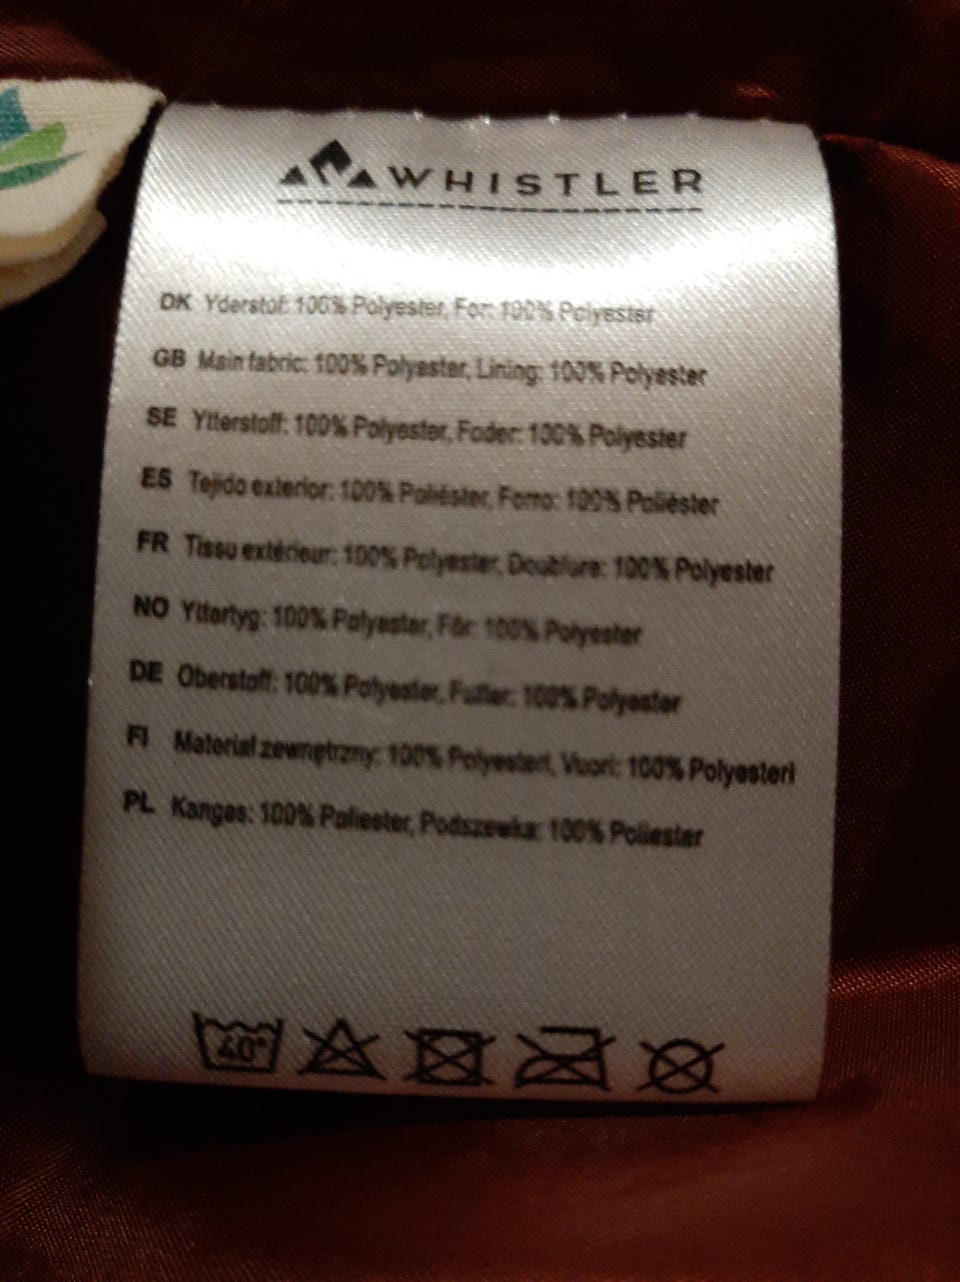 WHISTLER
DK Yderstof: 100% Polyester, For: 100% Polyester
GB Main fabric: 100% Polyester, Lining: 100% Polyester
SE Ytterstoff: 100% Polyester, Foder: 100% Polyester
ES Tejido exterior: 100% Poliéster, Forro: 100% Poliéster
FR Tissu extérieur: 100% Polyester, Doublure: 100% Polyester
NO Yttertyg: 100% Polyester, Fôr: 100% Polyester
DE Oberstoff: 100% Polyester, Futter: 100% Polyester
FI Materiał zewnętrzny: 100% Polyesteri, Vuori: 100% Polyesteri
PL Kangas: 100% Poliester, Podszewka: 100% Poliester
40°